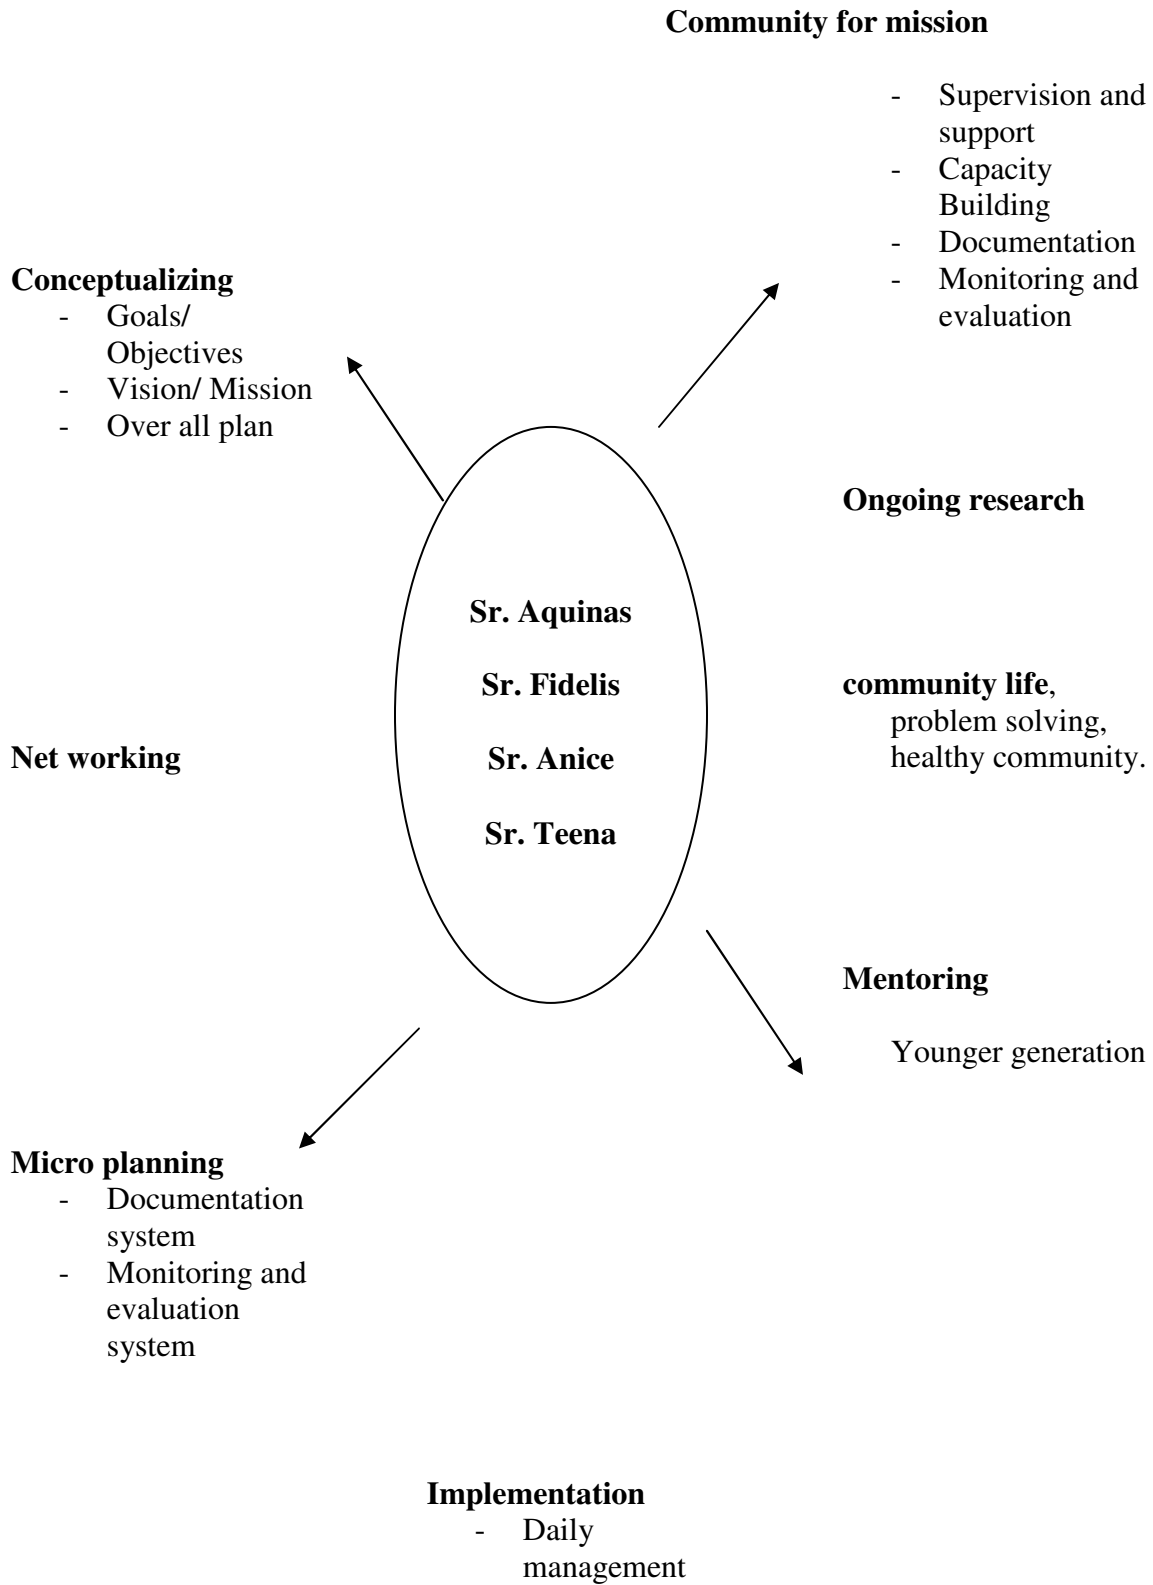 Community for mission
- Supervision and
support
- Capacity
Building
- Documentation
- Monitoring and
evaluation
Conceptualizing
- Goals/
Objectives
- Vision/ Mission
- Over all plan
Ongoing research
Sr. Aquinas
Sr. Fidelis
Sr. Anice
Sr. Teena
community life,
problem solving,
healthy community.
Net working
Mentoring
Younger generation
Micro planning
- Documentation
system
- Monitoring and
evaluation
system
Implementation
- Daily
management